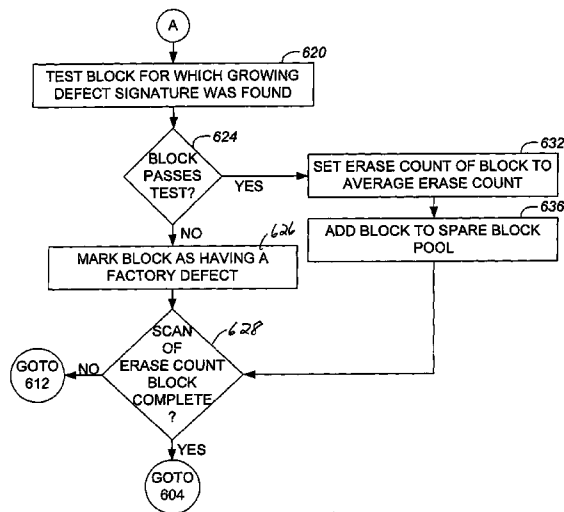 A
620
TEST BLOCK FOR WHICH GROWING
DEFECT SIGNATURE WAS FOUND
624
BLOCK
PASSES
TEST?
YES
632
SET ERASE COUNT OF BLOCK TO
AVERAGE ERASE COUNT
636
ADD BLOCK TO SPARE BLOCK
POOL
NO
626
MARK BLOCK AS HAVING A
FACTORY DEFECT
628
SCAN
OF
ERASE COUNT
BLOCK
COMPLETE
?
NO
GOTO
612
YES
GOTO
604